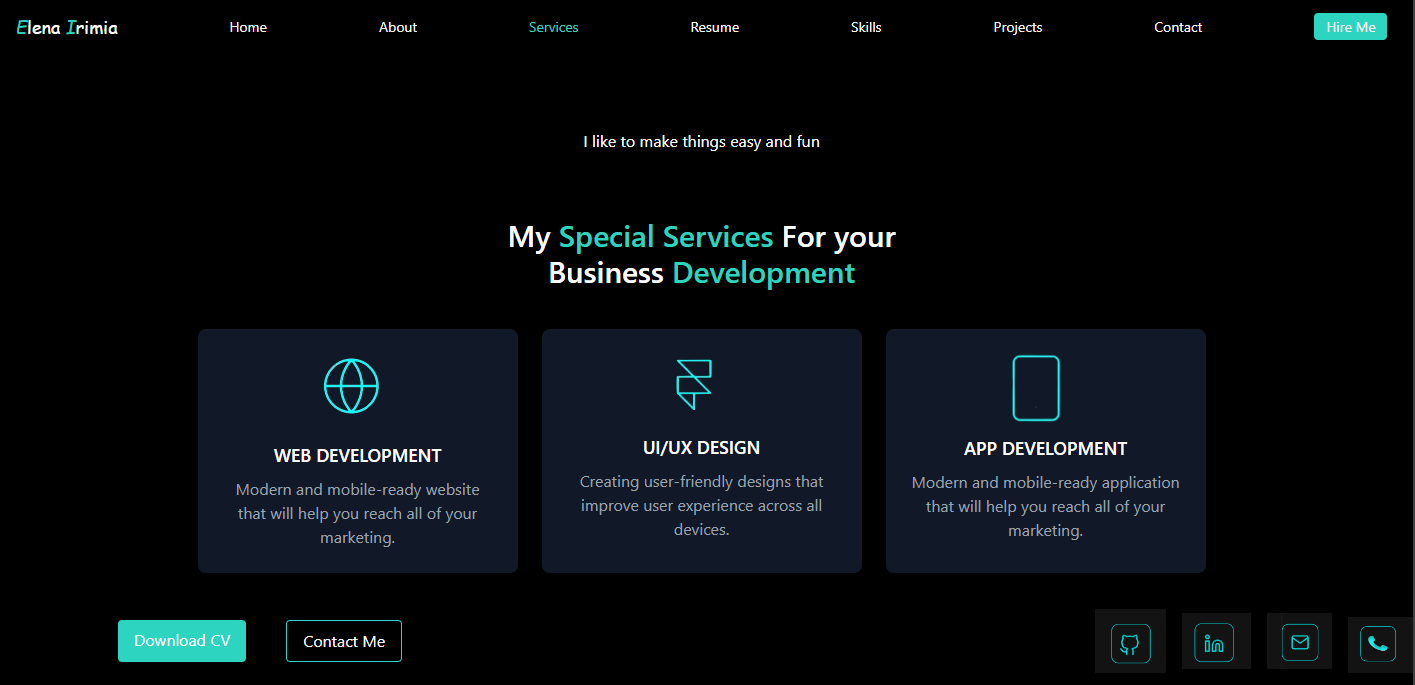 Elena Irimia
Home
About
Services
Resume
Skills
Projects
Contact
Hire Me
I like to make things easy and fun
My Special Services For your
Business Development
WEB DEVELOPMENT
Modern and mobile-ready website
that will help you reach all of your
marketing.
UI/UX DESIGN
Creating user-friendly designs that
improve user experience across all
devices.
APP DEVELOPMENT
Modern and mobile-ready application
that will help you reach all of your
marketing.
Download CV
Contact Me
in